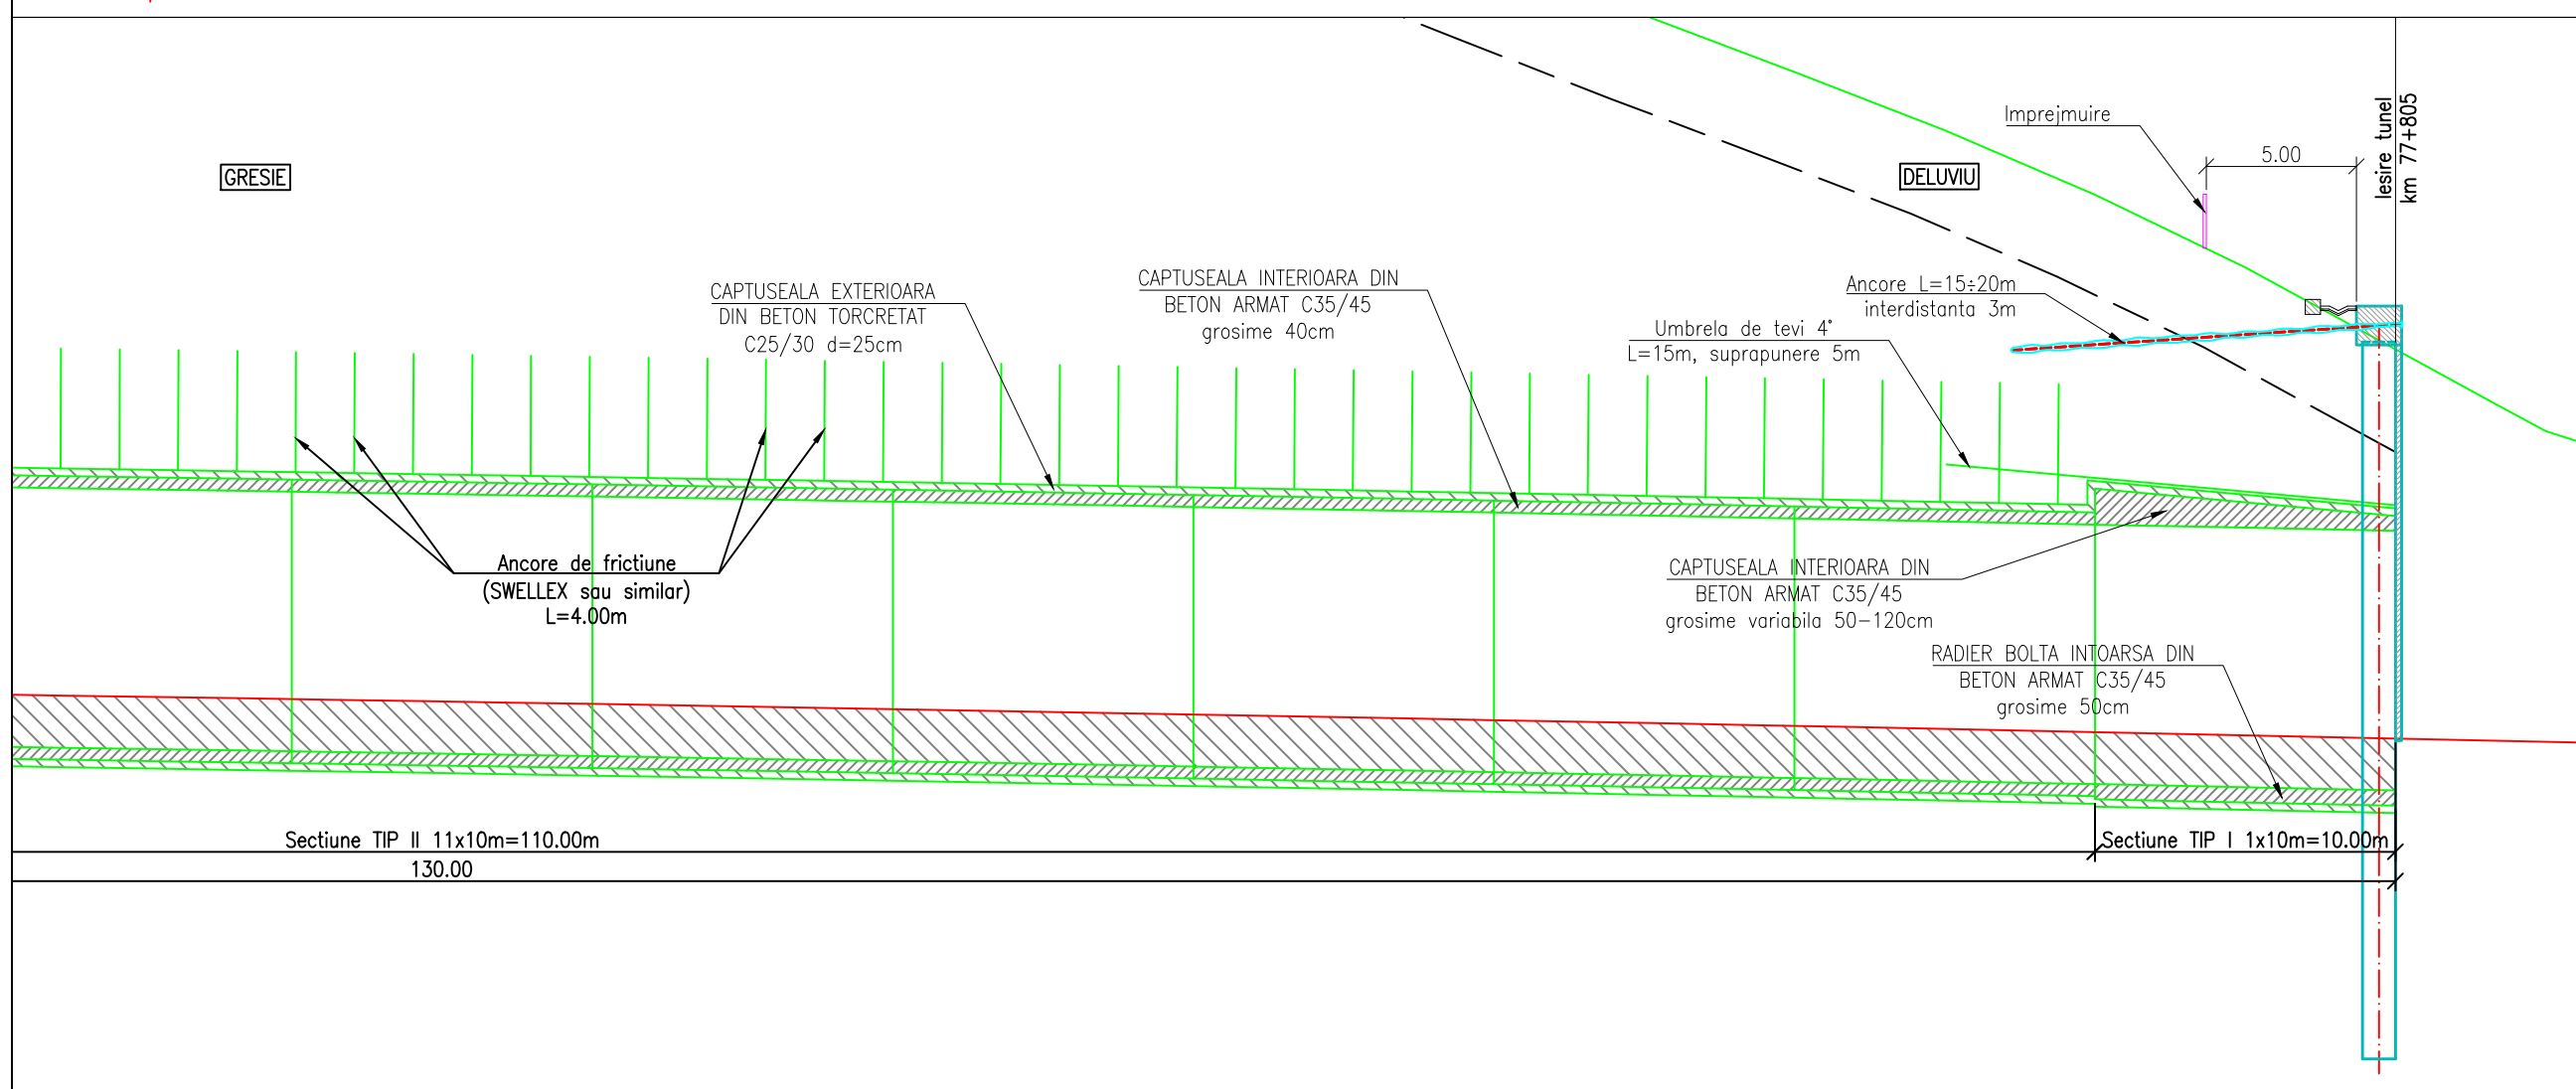 Imprejmuire
5.00
Iesire tunel
km 77+805
GRESIE
DELUVIU
CAPTUSEALA EXTERIOARA
DIN BETON TORCRETAT
C25/30 d=25cm
CAPTUSEALA INTERIOARA DIN
BETON ARMAT C35/45
grosime 40cm
Ancore L=15÷20m
interdistanta 3m
Umbrela de tevi 4"
L=15m, suprapunere 5m
Ancore de frictiune
(SWELLEX sau similar)
L=4.00m
CAPTUSEALA INTERIOARA DIN
BETON ARMAT C35/45
grosime variabila 50-120cm
RADIER BOLTA INTOARSA DIN
BETON ARMAT C35/45
grosime 50cm
Sectiune TIP II 11x10m=110.00m
Sectiune TIP I 1x10m=10.00m
130.00